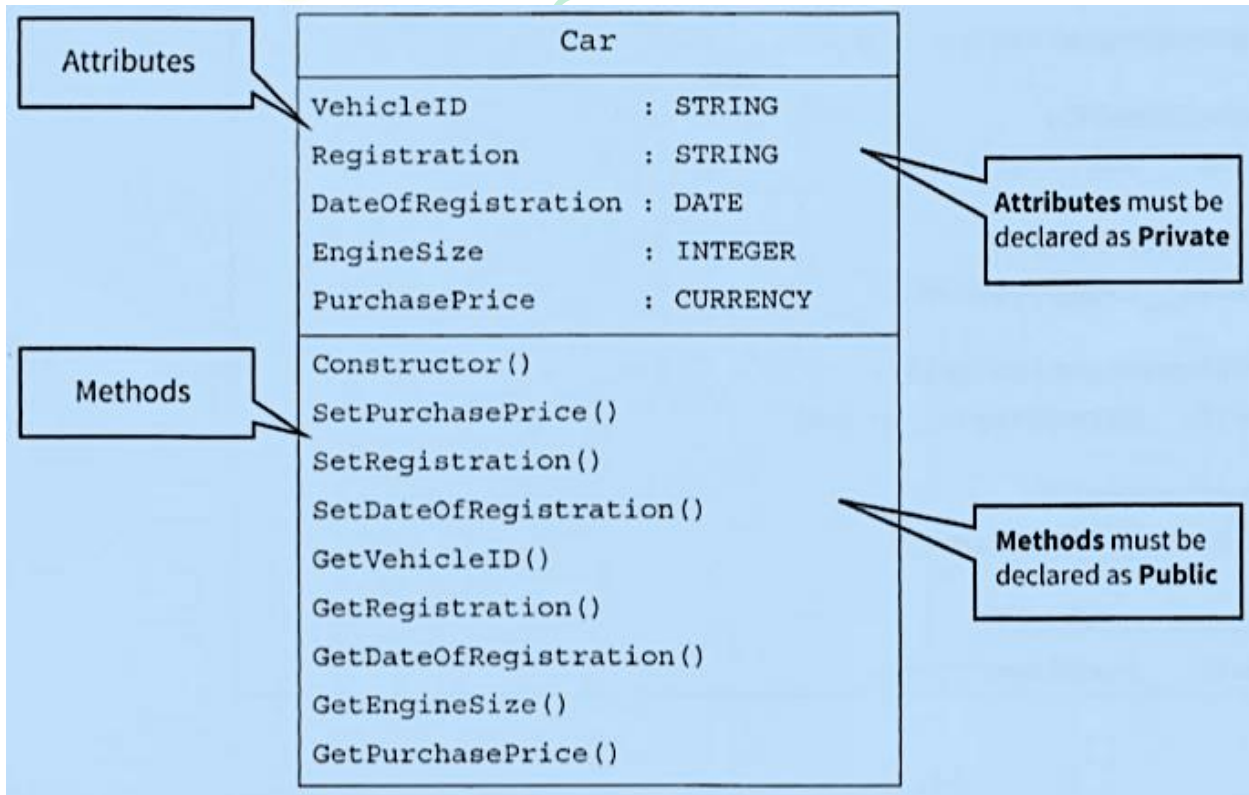 Car
Attributes
VehicleID : STRING
Registration : STRING
DateOfRegistration : DATE
EngineSize : INTEGER
PurchasePrice : CURRENCY
Attributes must be
declared as Private
Methods
Constructor()
SetPurchasePrice()
SetRegistration()
SetDateOfRegistration()
GetVehicleID()
GetRegistration()
GetDateOfRegistration()
GetEngineSize()
GetPurchasePrice()
Methods must be
declared as Public